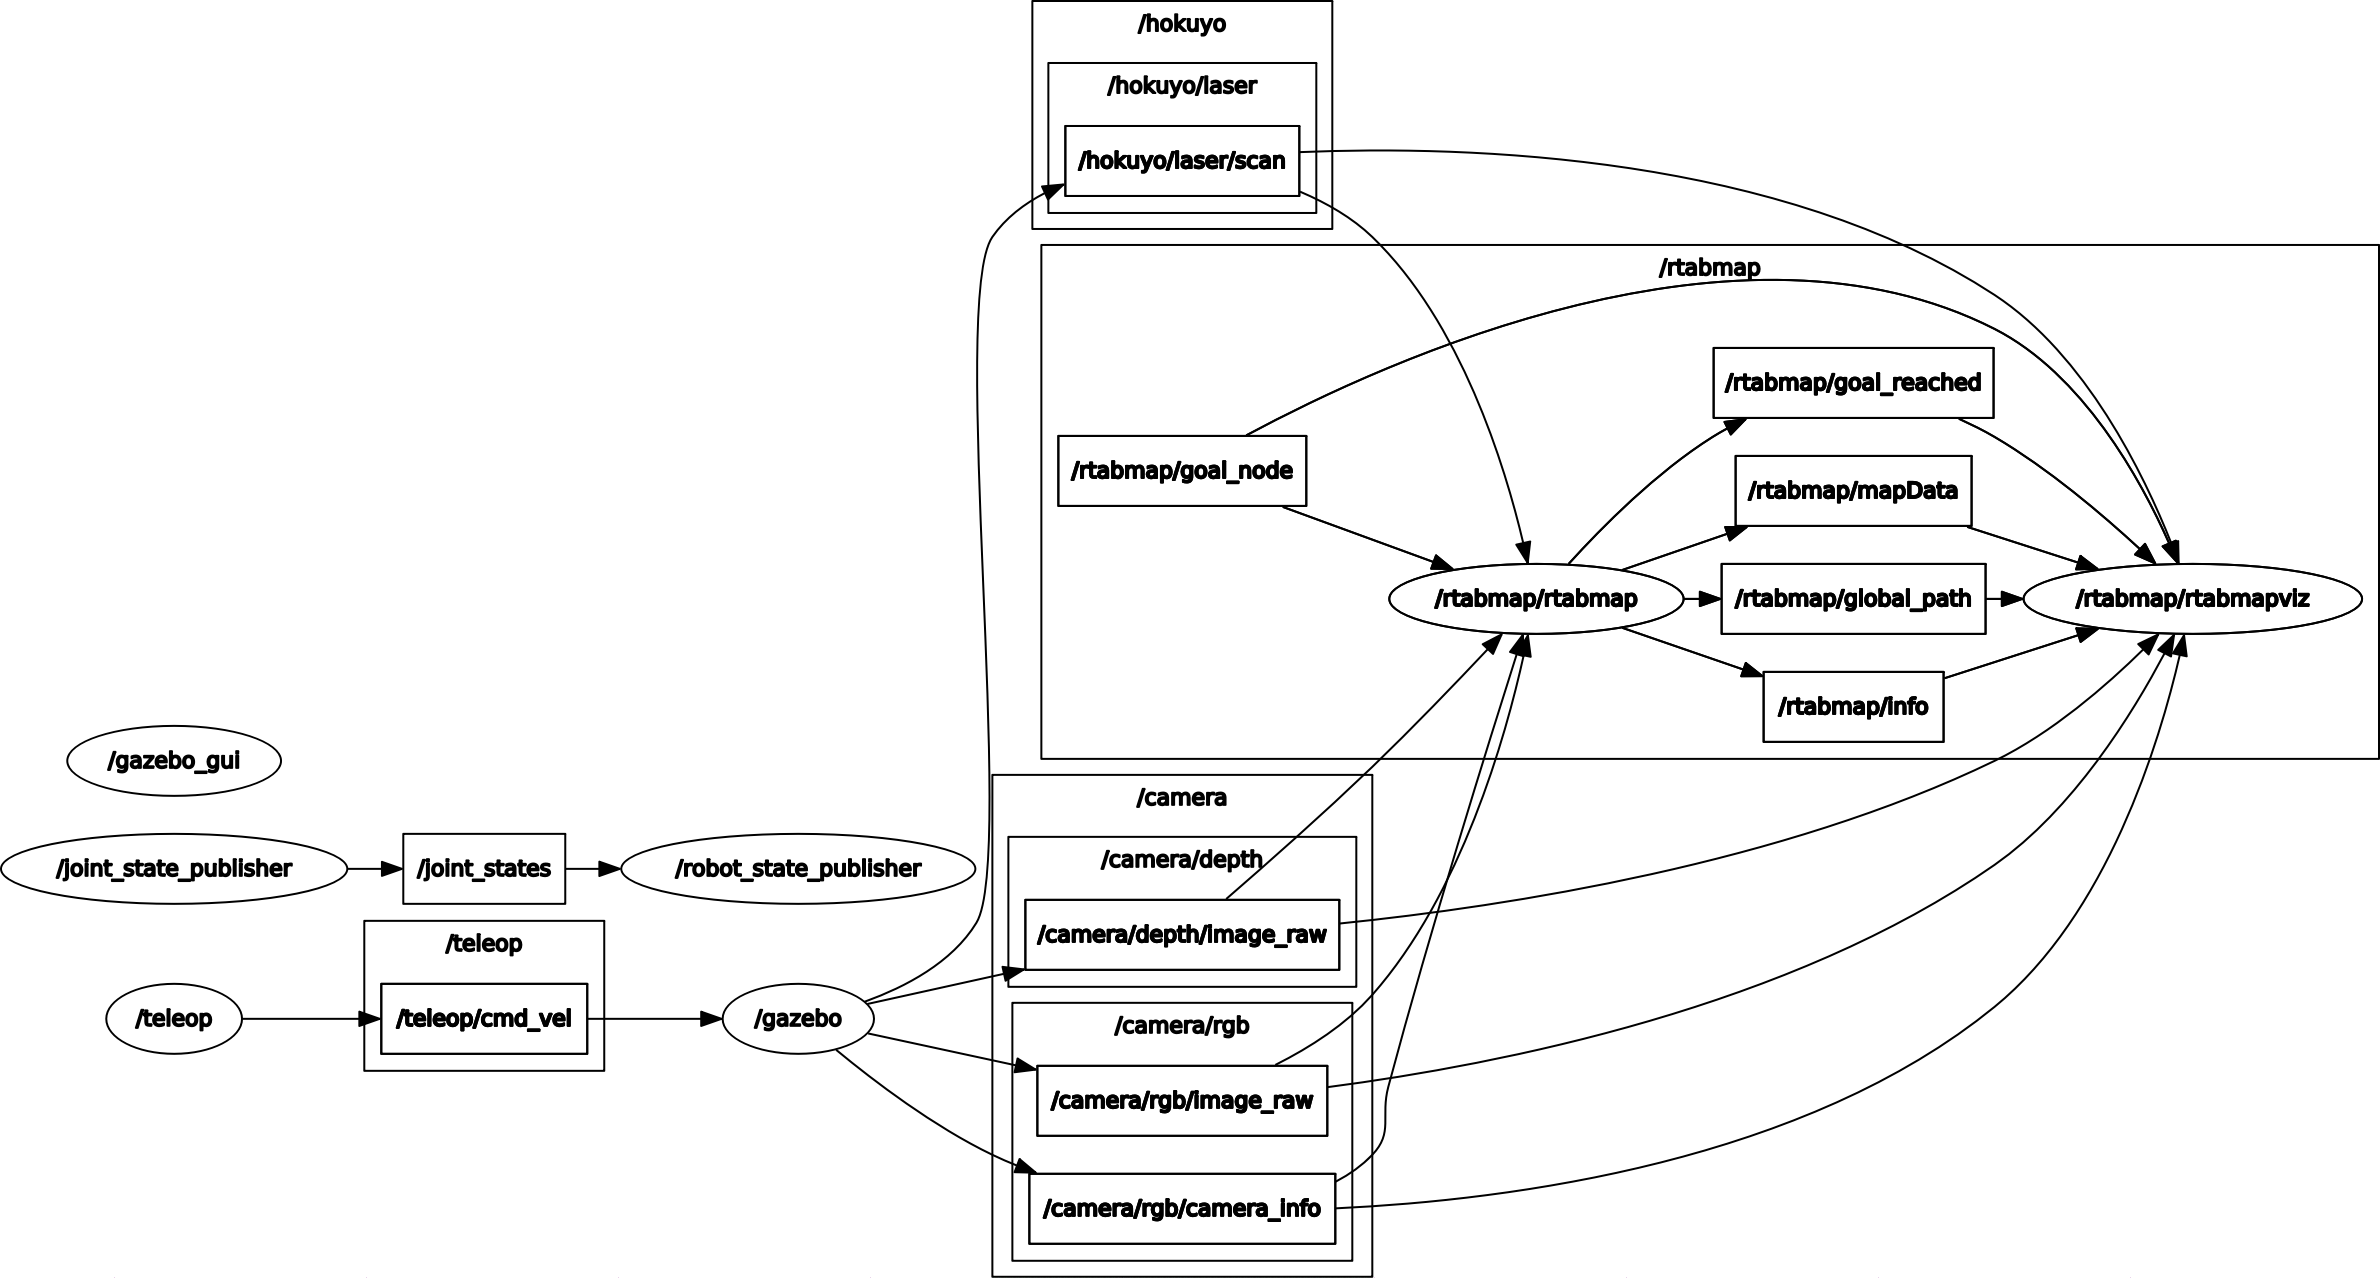 /hokuyo
/hokuyo/laser
/hokuyo/laser/scan
/rtabmap
/rtabmap/goal_reached
/rtabmap/goal_node
/rtabmap/mapData
/rtabmap/rtabmap
/rtabmap/global_path
/rtabmap/rtabmapviz
/rtabmap/info
/gazebo_gui
/camera
/joint_state_publisher
/joint_states
/robot_state_publisher
/camera/depth
/camera/depth/image_raw
/teleop
/teleop
/teleop/cmd_vel
/gazebo
/camera/rgb
/camera/rgb/image_raw
/camera/rgb/camera_info